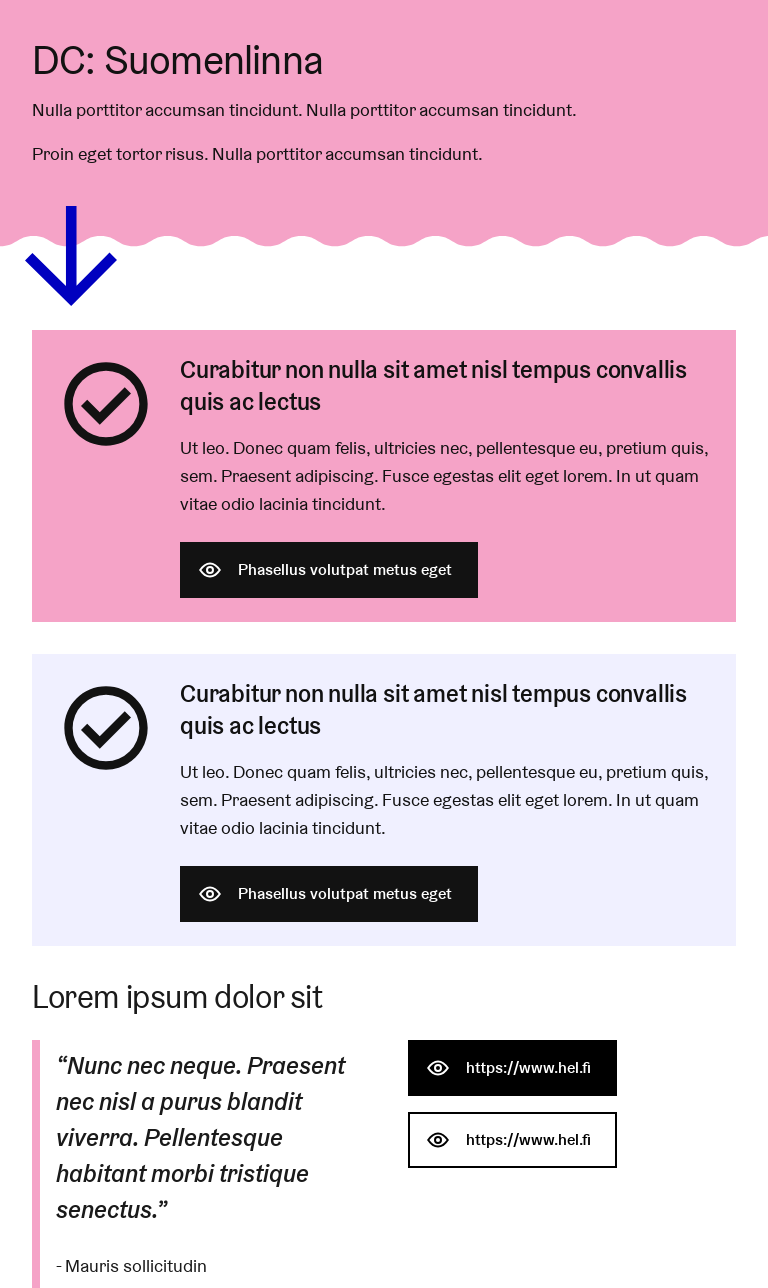 DC: Suomenlinna
Nulla porttitor accumsan tincidunt. Nulla porttitor accumsan tincidunt.
Proin eget tortor risus. Nulla porttitor accumsan tincidunt.
Curabitur non nulla sit amet nisl tempus convallis
quis ac lectus
Ut leo. Donec quam felis, ultricies nec, pellentesque eu, pretium quis,
sem. Praesent adipiscing. Fusce egestas elit eget lorem. In ut quam
vitae odio lacinia tincidunt.
Phasellus volutpat metus eget
Curabitur non nulla sit amet nisl tempus convallis
quis ac lectus
Ut leo. Donec quam felis, ultricies nec, pellentesque eu, pretium quis,
sem. Praesent adipiscing. Fusce egestas elit eget lorem. In ut quam
vitae odio lacinia tincidunt.
Phasellus volutpat metus eget
Lorem ipsum dolor sit
“Nunc nec neque. Praesent
nec nisl a purus blandit
viverra. Pellentesque
habitant morbi tristique
senectus.”
- Mauris sollicitudin
https://www.hel.fi
https://www.hel.fi